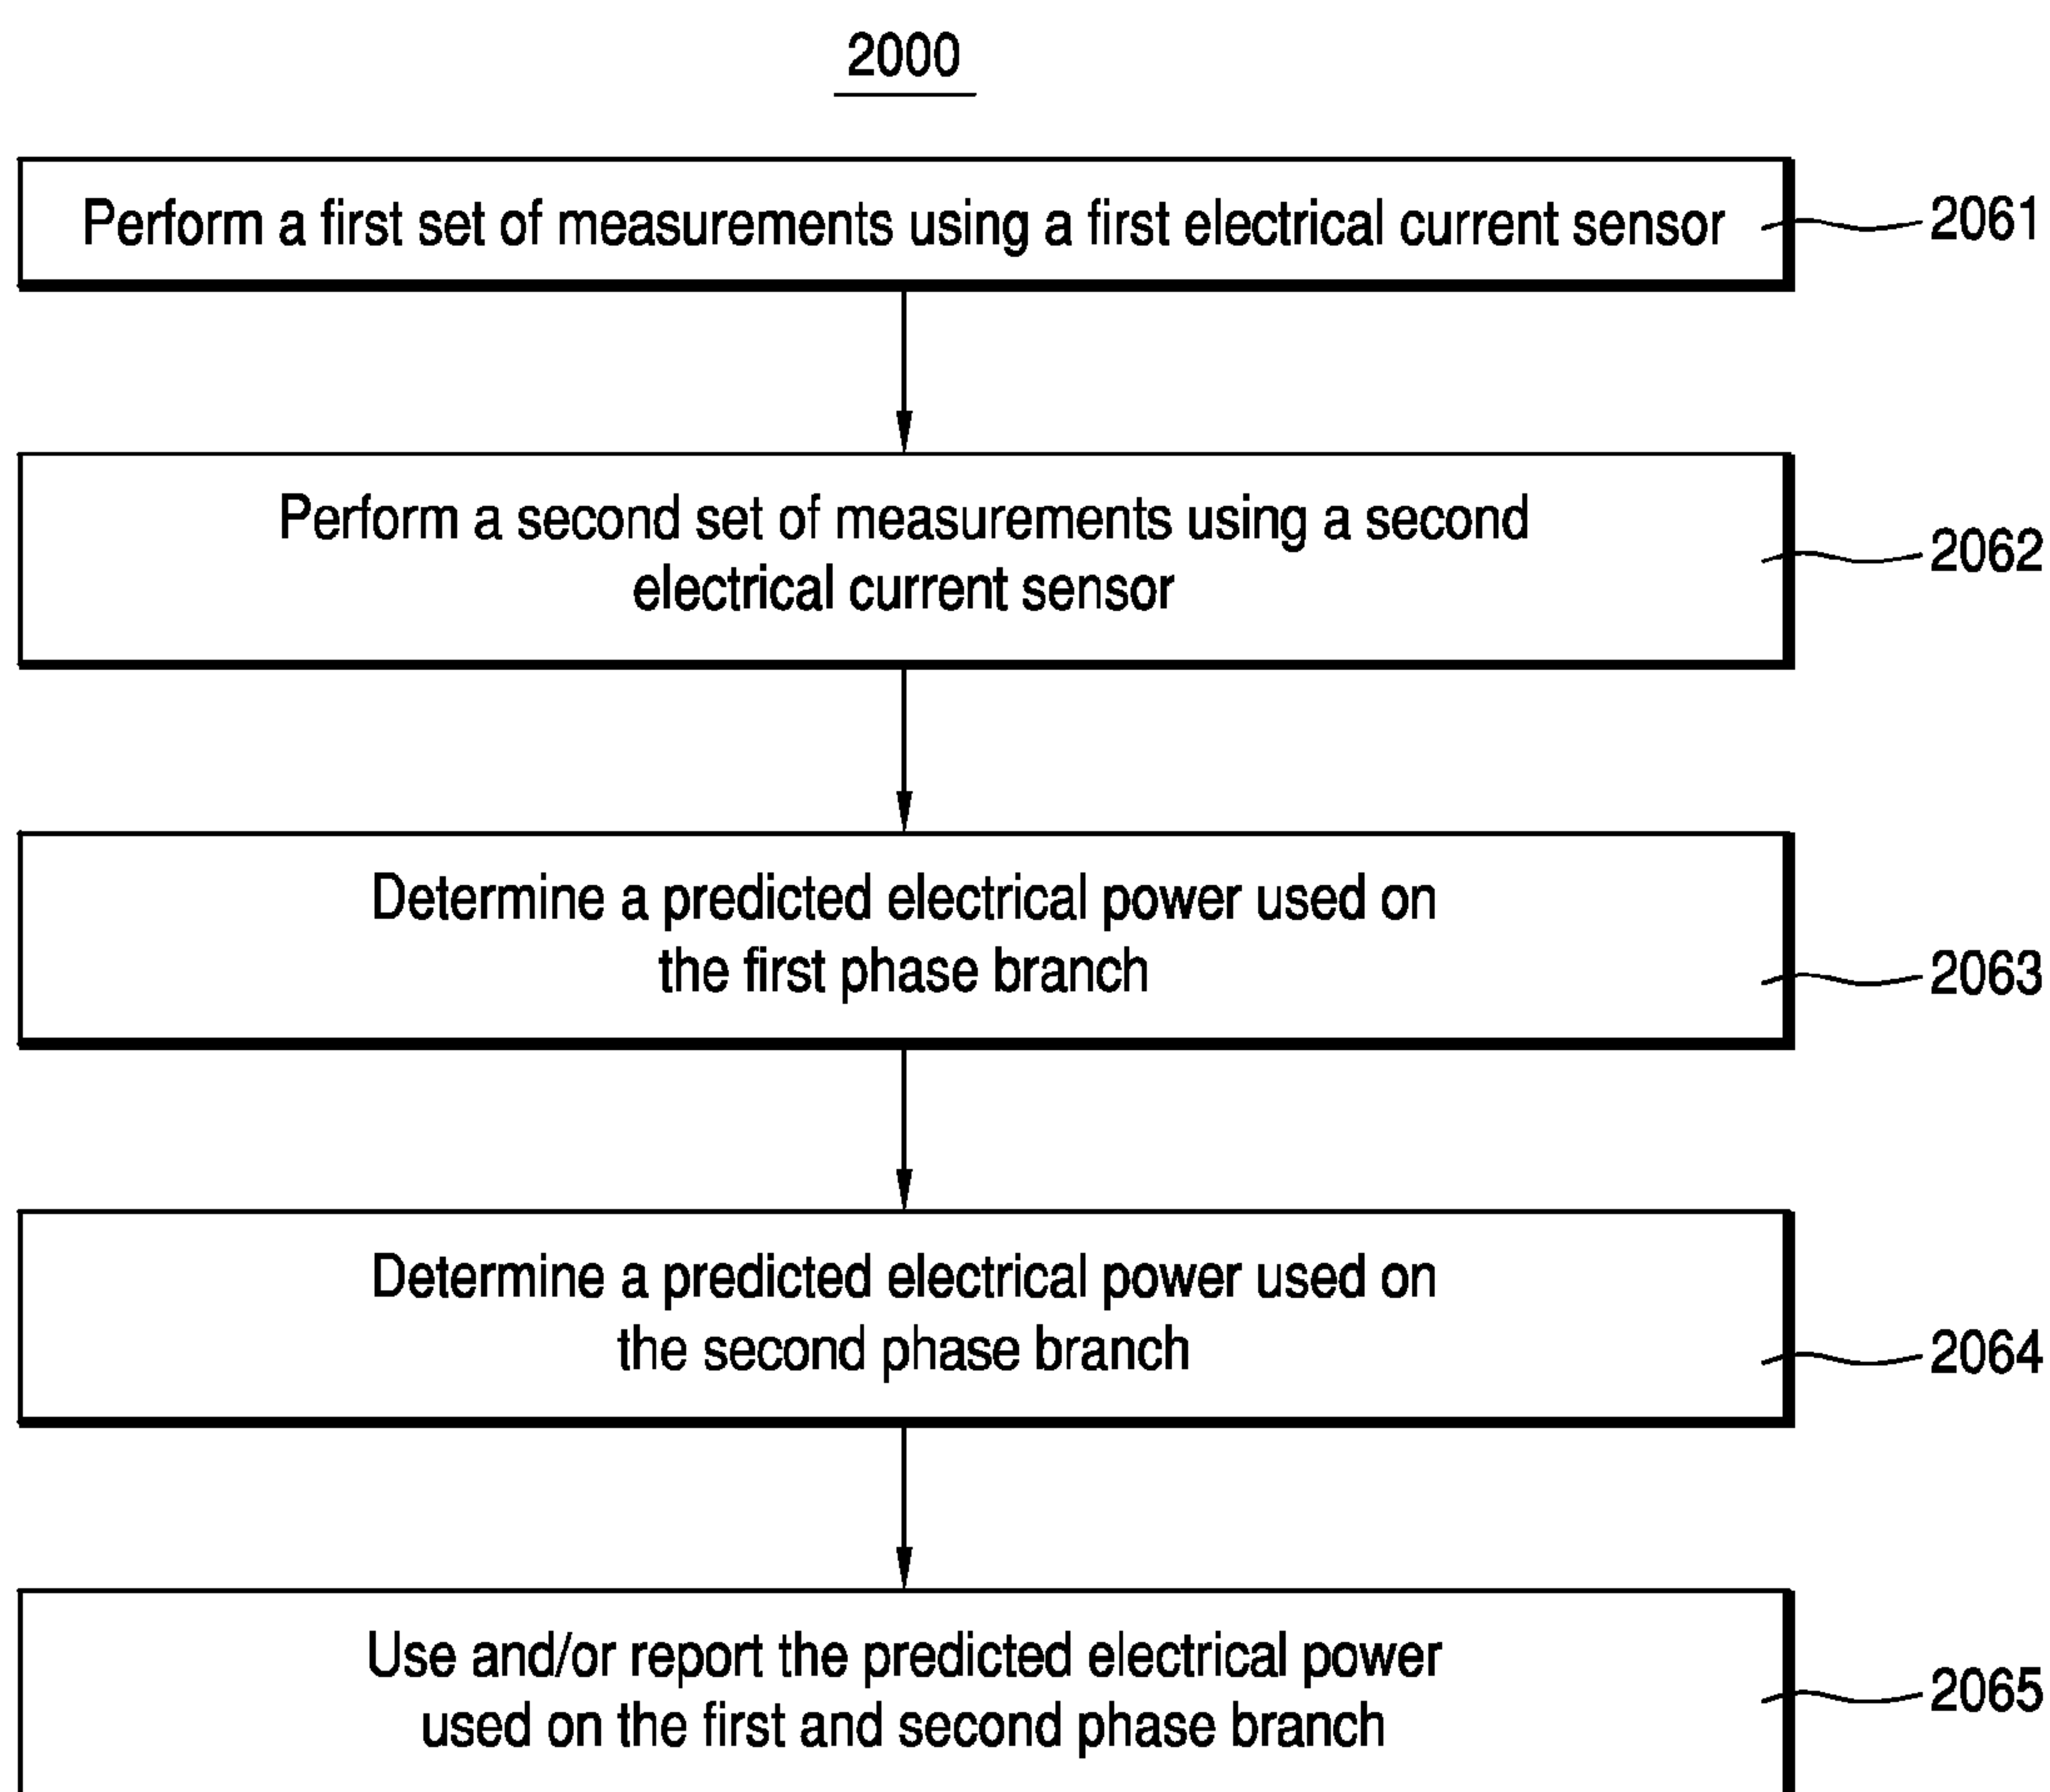 2000
Perform a first set of measurements using a first electrical current sensor
2061
Perform a second set of measurements using a second
electrical current sensor
2062
Determine a predicted electrical power used on
the first phase branch
2063
Determine a predicted electrical power used on
the second phase branch
2064
Use and/or report the predicted electrical power
used on the first and second phase branch
2065